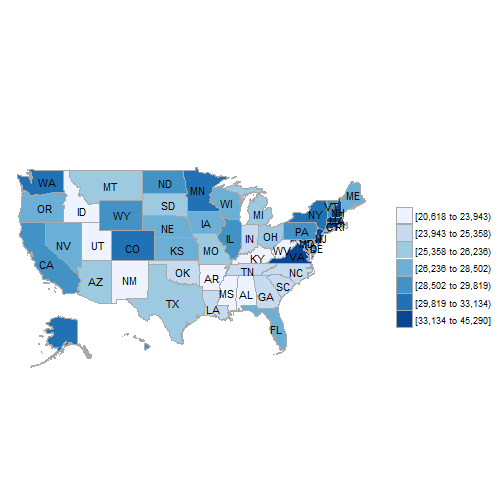 WA
MT
ND
MN
ME
ID
SD
WI
VT
NH
OR
WY
MI
NY
IA
NE
PA
NV
UT
CO
IL
IN
OH
NJ
MD
DE
KS
MO
WV
VA
CA
KY
OK
TN
NC
AZ
NM
AR
SC
MS
AL
GA
TX
LA
FL
[20,618 to 23,943)
[23,943 to 25,358)
[25,358 to 26,236)
[26,236 to 28,502)
[28,502 to 29,819)
[29,819 to 33,134)
[33,134 to 45,290]